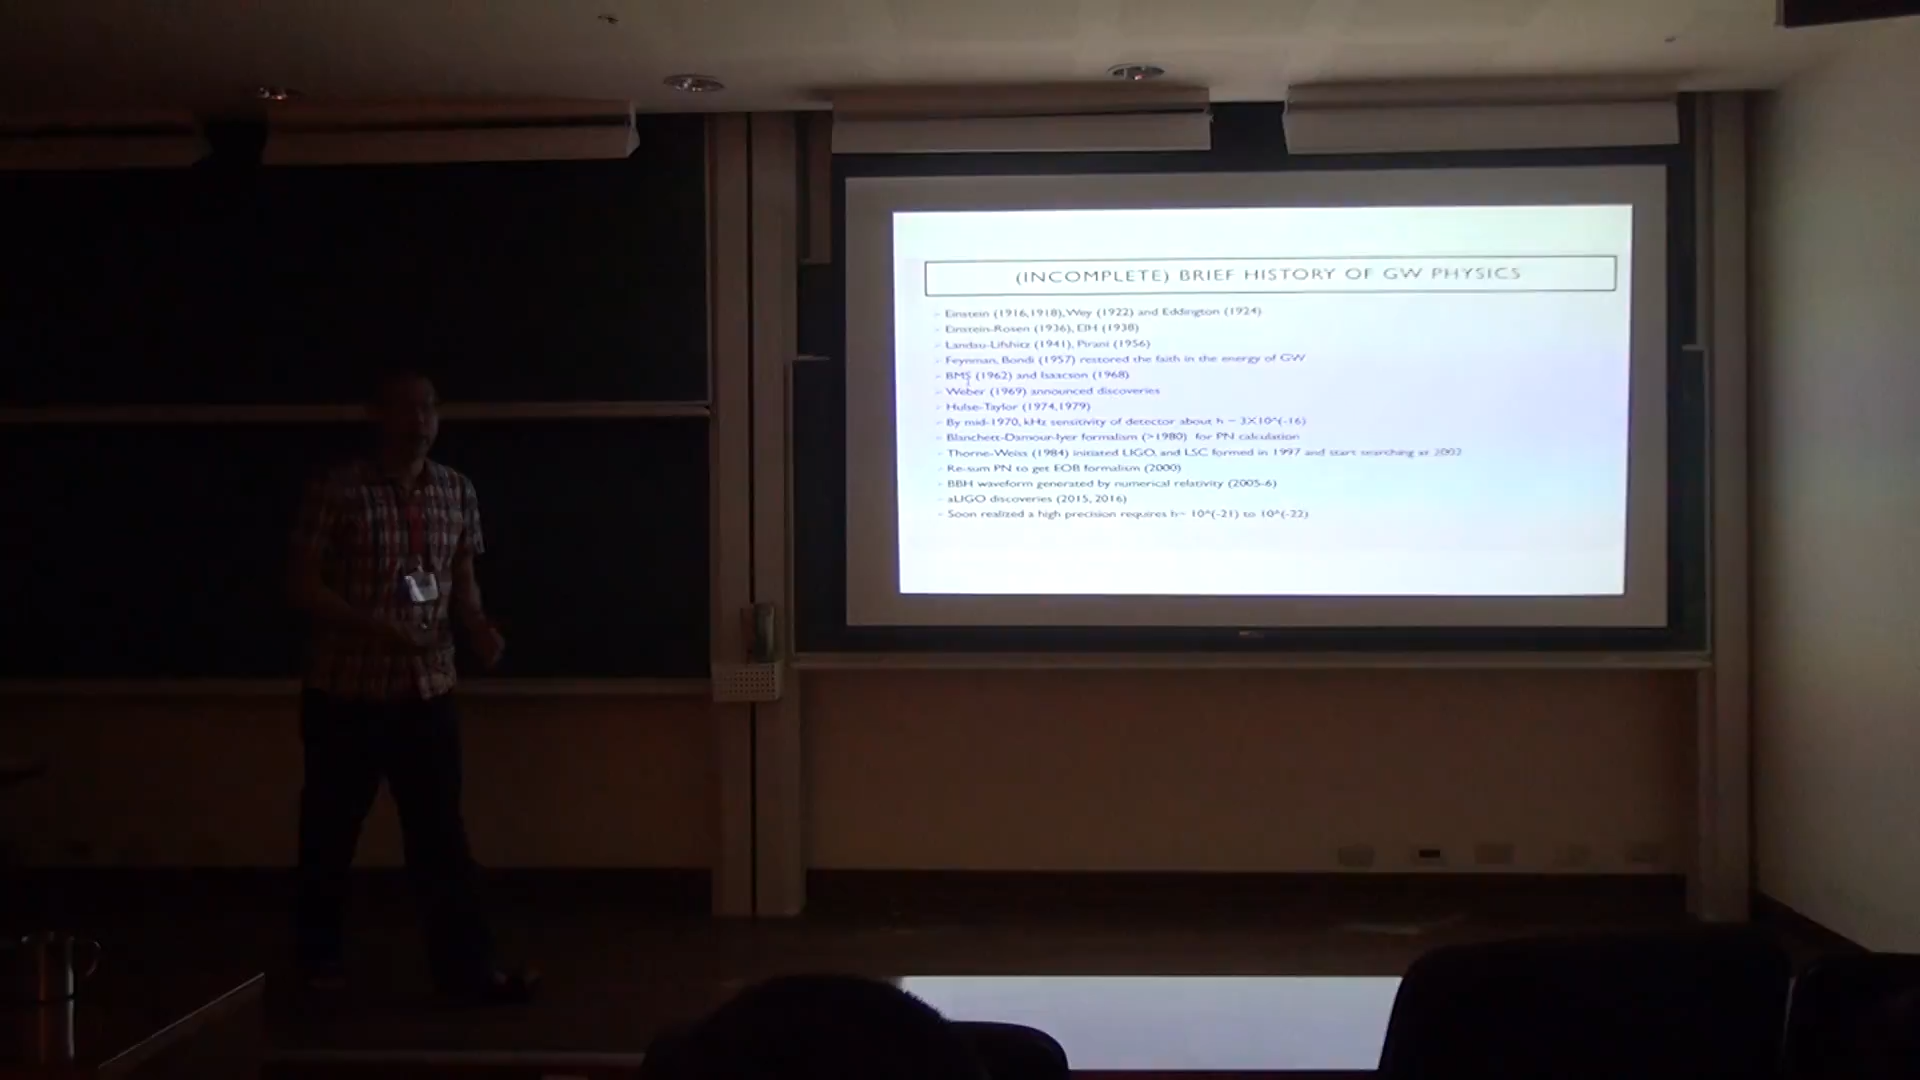 (INCOMPLETE) BRIEF HISTORY OF GW PHYSICS
- Einstein (1916,1918), Wey (1922) and Eddington (1924)
- Einstein-Rosen (1936), EIH (1938)
- Landau-Lifshitz (1941), Pirani (1956)
- Feynman, Bondi (1957) restored the faith in the energy of GW
- BMS (1962) and Isaacson (1968)
- Weber (1969) announced discoveries
- Hulse-Taylor (1974,1979)
- By mid-1970, kHz sensitivity of detector about h ~ 3X10^(-16)
- Blanchett-Damour-Iyer formalism (>1980) for PN calculation
- Thorne-Weiss (1984) initiated LIGO, and LSC formed in 1997 and start searching at 2002
- Re-sum PN to get EOB formalism (2000)
- BBH waveform generated by numerical relativity (2005-6)
- aLIGO discoveries (2015, 2016)
- Soon realized a high precision requires h~ 10^(-21) to 10^(-22)